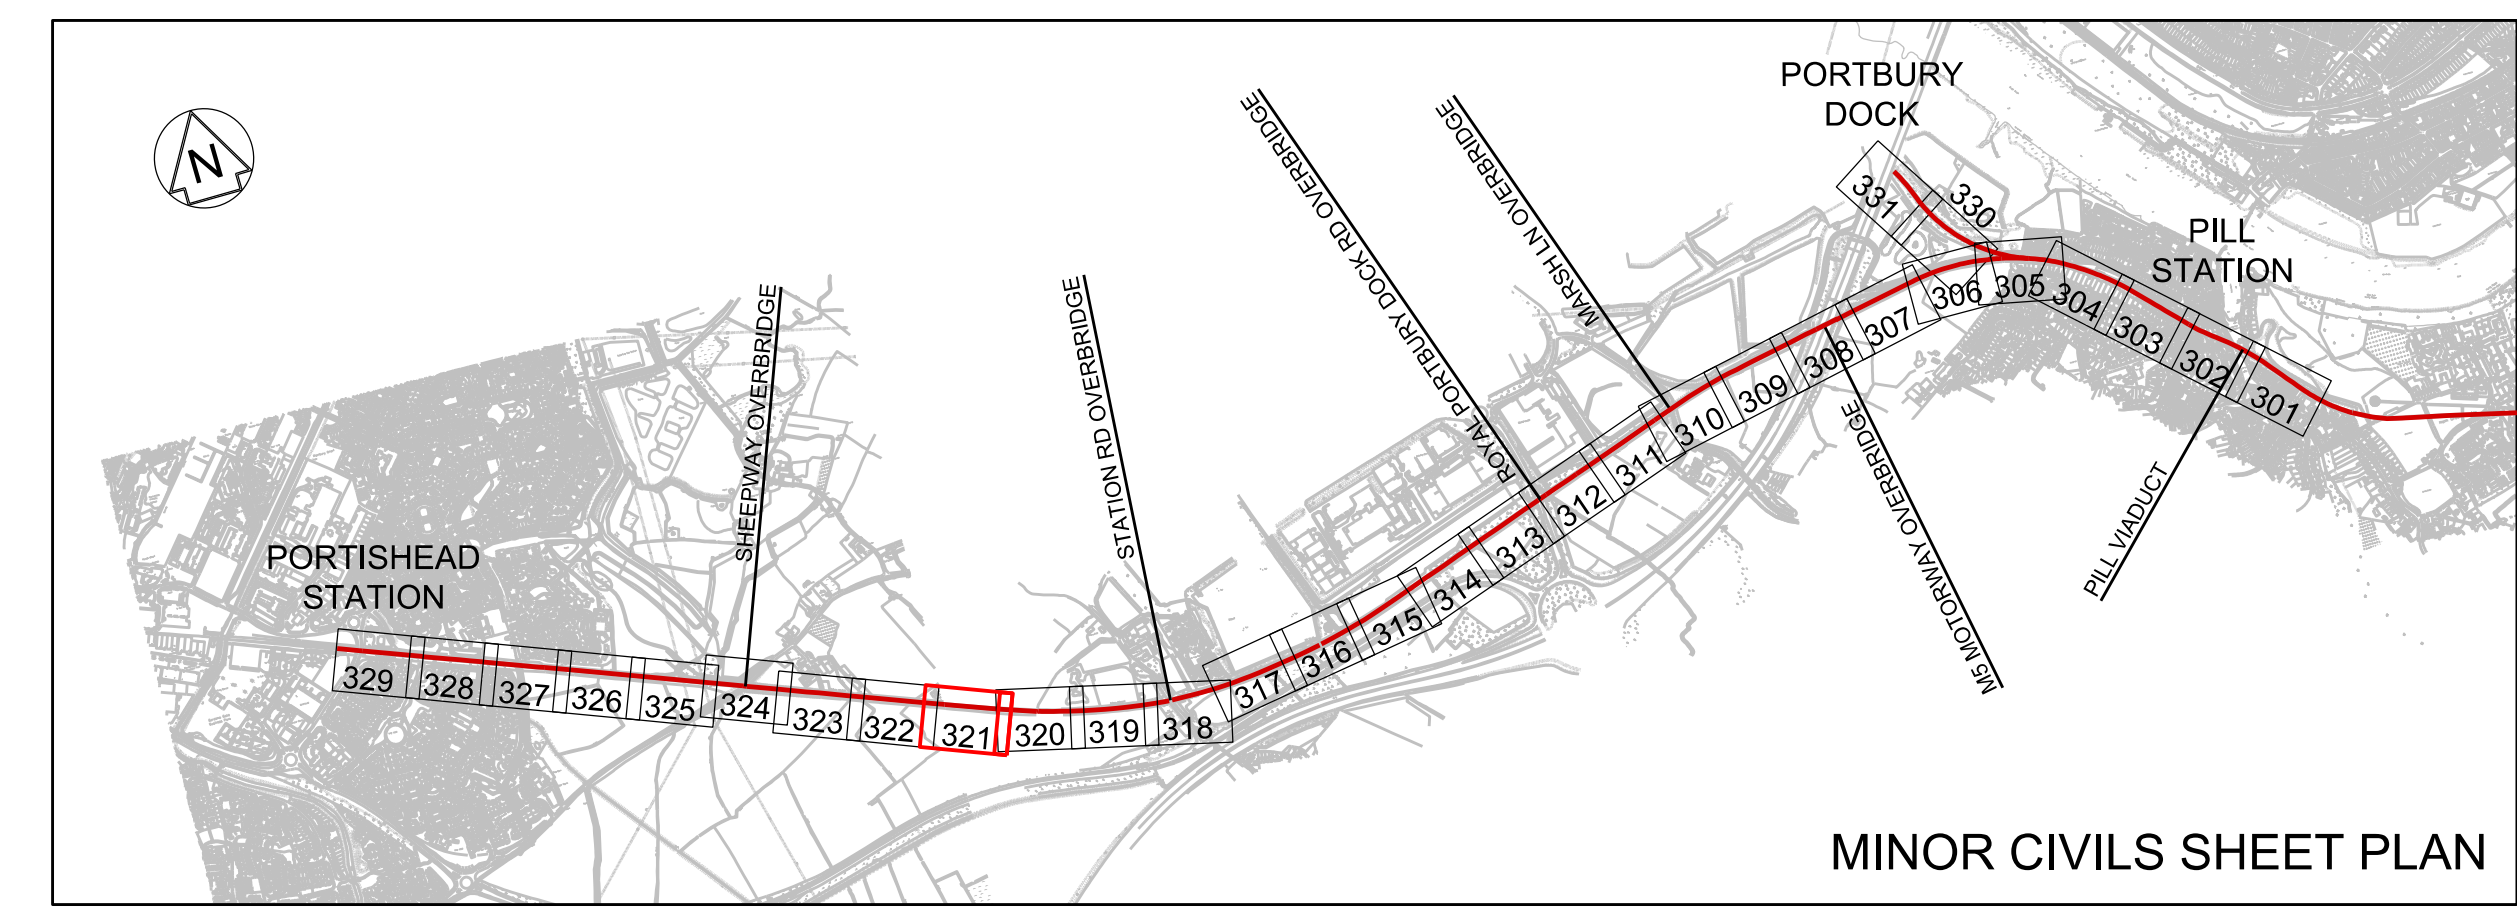 N
PORTBURY
DOCK
PILL
STATION
PORTISHEAD
STATION
SHEEPWAY OVERBRIDGE
STATION RD OVERBRIDGE
ROYAL PORTBURY DOCK RD OVERBRIDGE
MARSH LN OVERBRIDGE
M5 MOTORWAY OVERBRIDGE
PILL VIADUCT
329
328
327
326
325
324
323
322
321
320
319
318
317
316
315
314
313
312
311
310
309
308
307
306
305
304
303
302
301
331
330
MINOR CIVILS SHEET PLAN